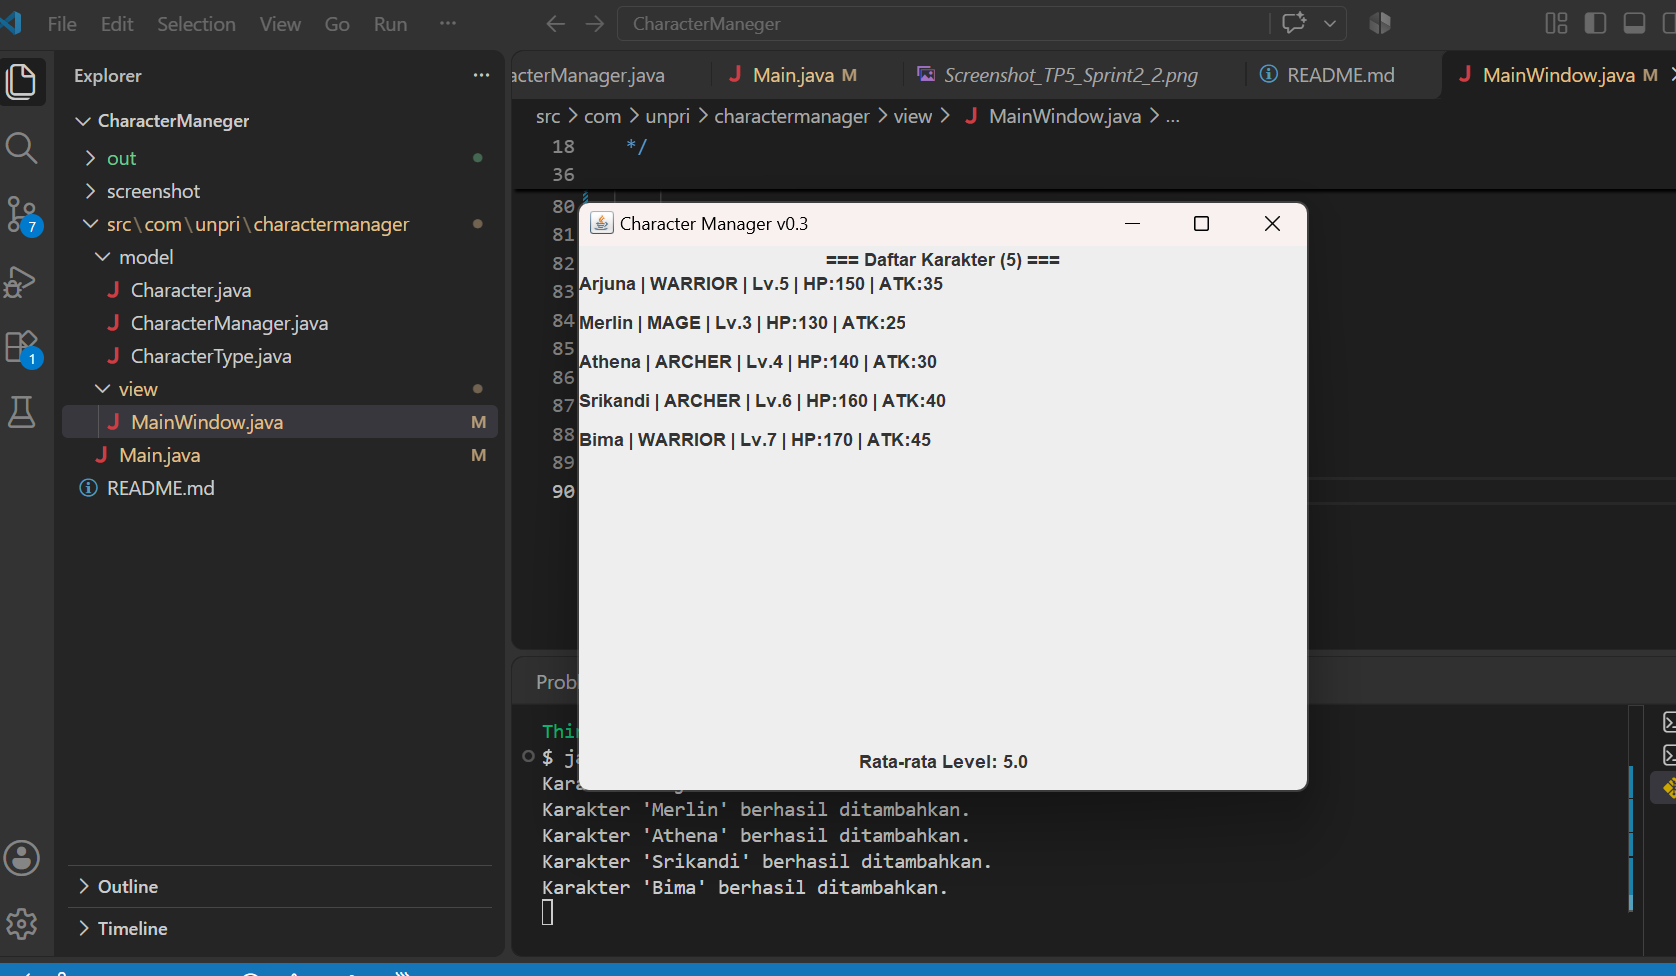 File Edit Selection View Go Run ···
CharacterManeger
Explorer ···
CharacterManeger
out
screenshot
src\com\unpri\charactermanager
model
Character.java
CharacterManager.java
CharacterType.java
view
MainWindow.java M
Main.java M
README.md
Outline
Timeline
7
1
acterManager.java
Main.java M
Screenshot_TP5_Sprint2_2.png
README.md
MainWindow.java M
src > com > unpri > charactermanager > view > MainWindow.java > ...
18 */
36
80
81
82
83
84
85
86
87
88
89
90
Character Manager v0.3
=== Daftar Karakter (5) ===
Arjuna | WARRIOR | Lv.5 | HP:150 | ATK:35
Merlin | MAGE | Lv.3 | HP:130 | ATK:25
Athena | ARCHER | Lv.4 | HP:140 | ATK:30
Srikandi | ARCHER | Lv.6 | HP:160 | ATK:40
Bima | WARRIOR | Lv.7 | HP:170 | ATK:45
Rata-rata Level: 5.0
Probl
Thi
$ ja
Kara
Karakter 'Merlin' berhasil ditambahkan.
Karakter 'Athena' berhasil ditambahkan.
Karakter 'Srikandi' berhasil ditambahkan.
Karakter 'Bima' berhasil ditambahkan.